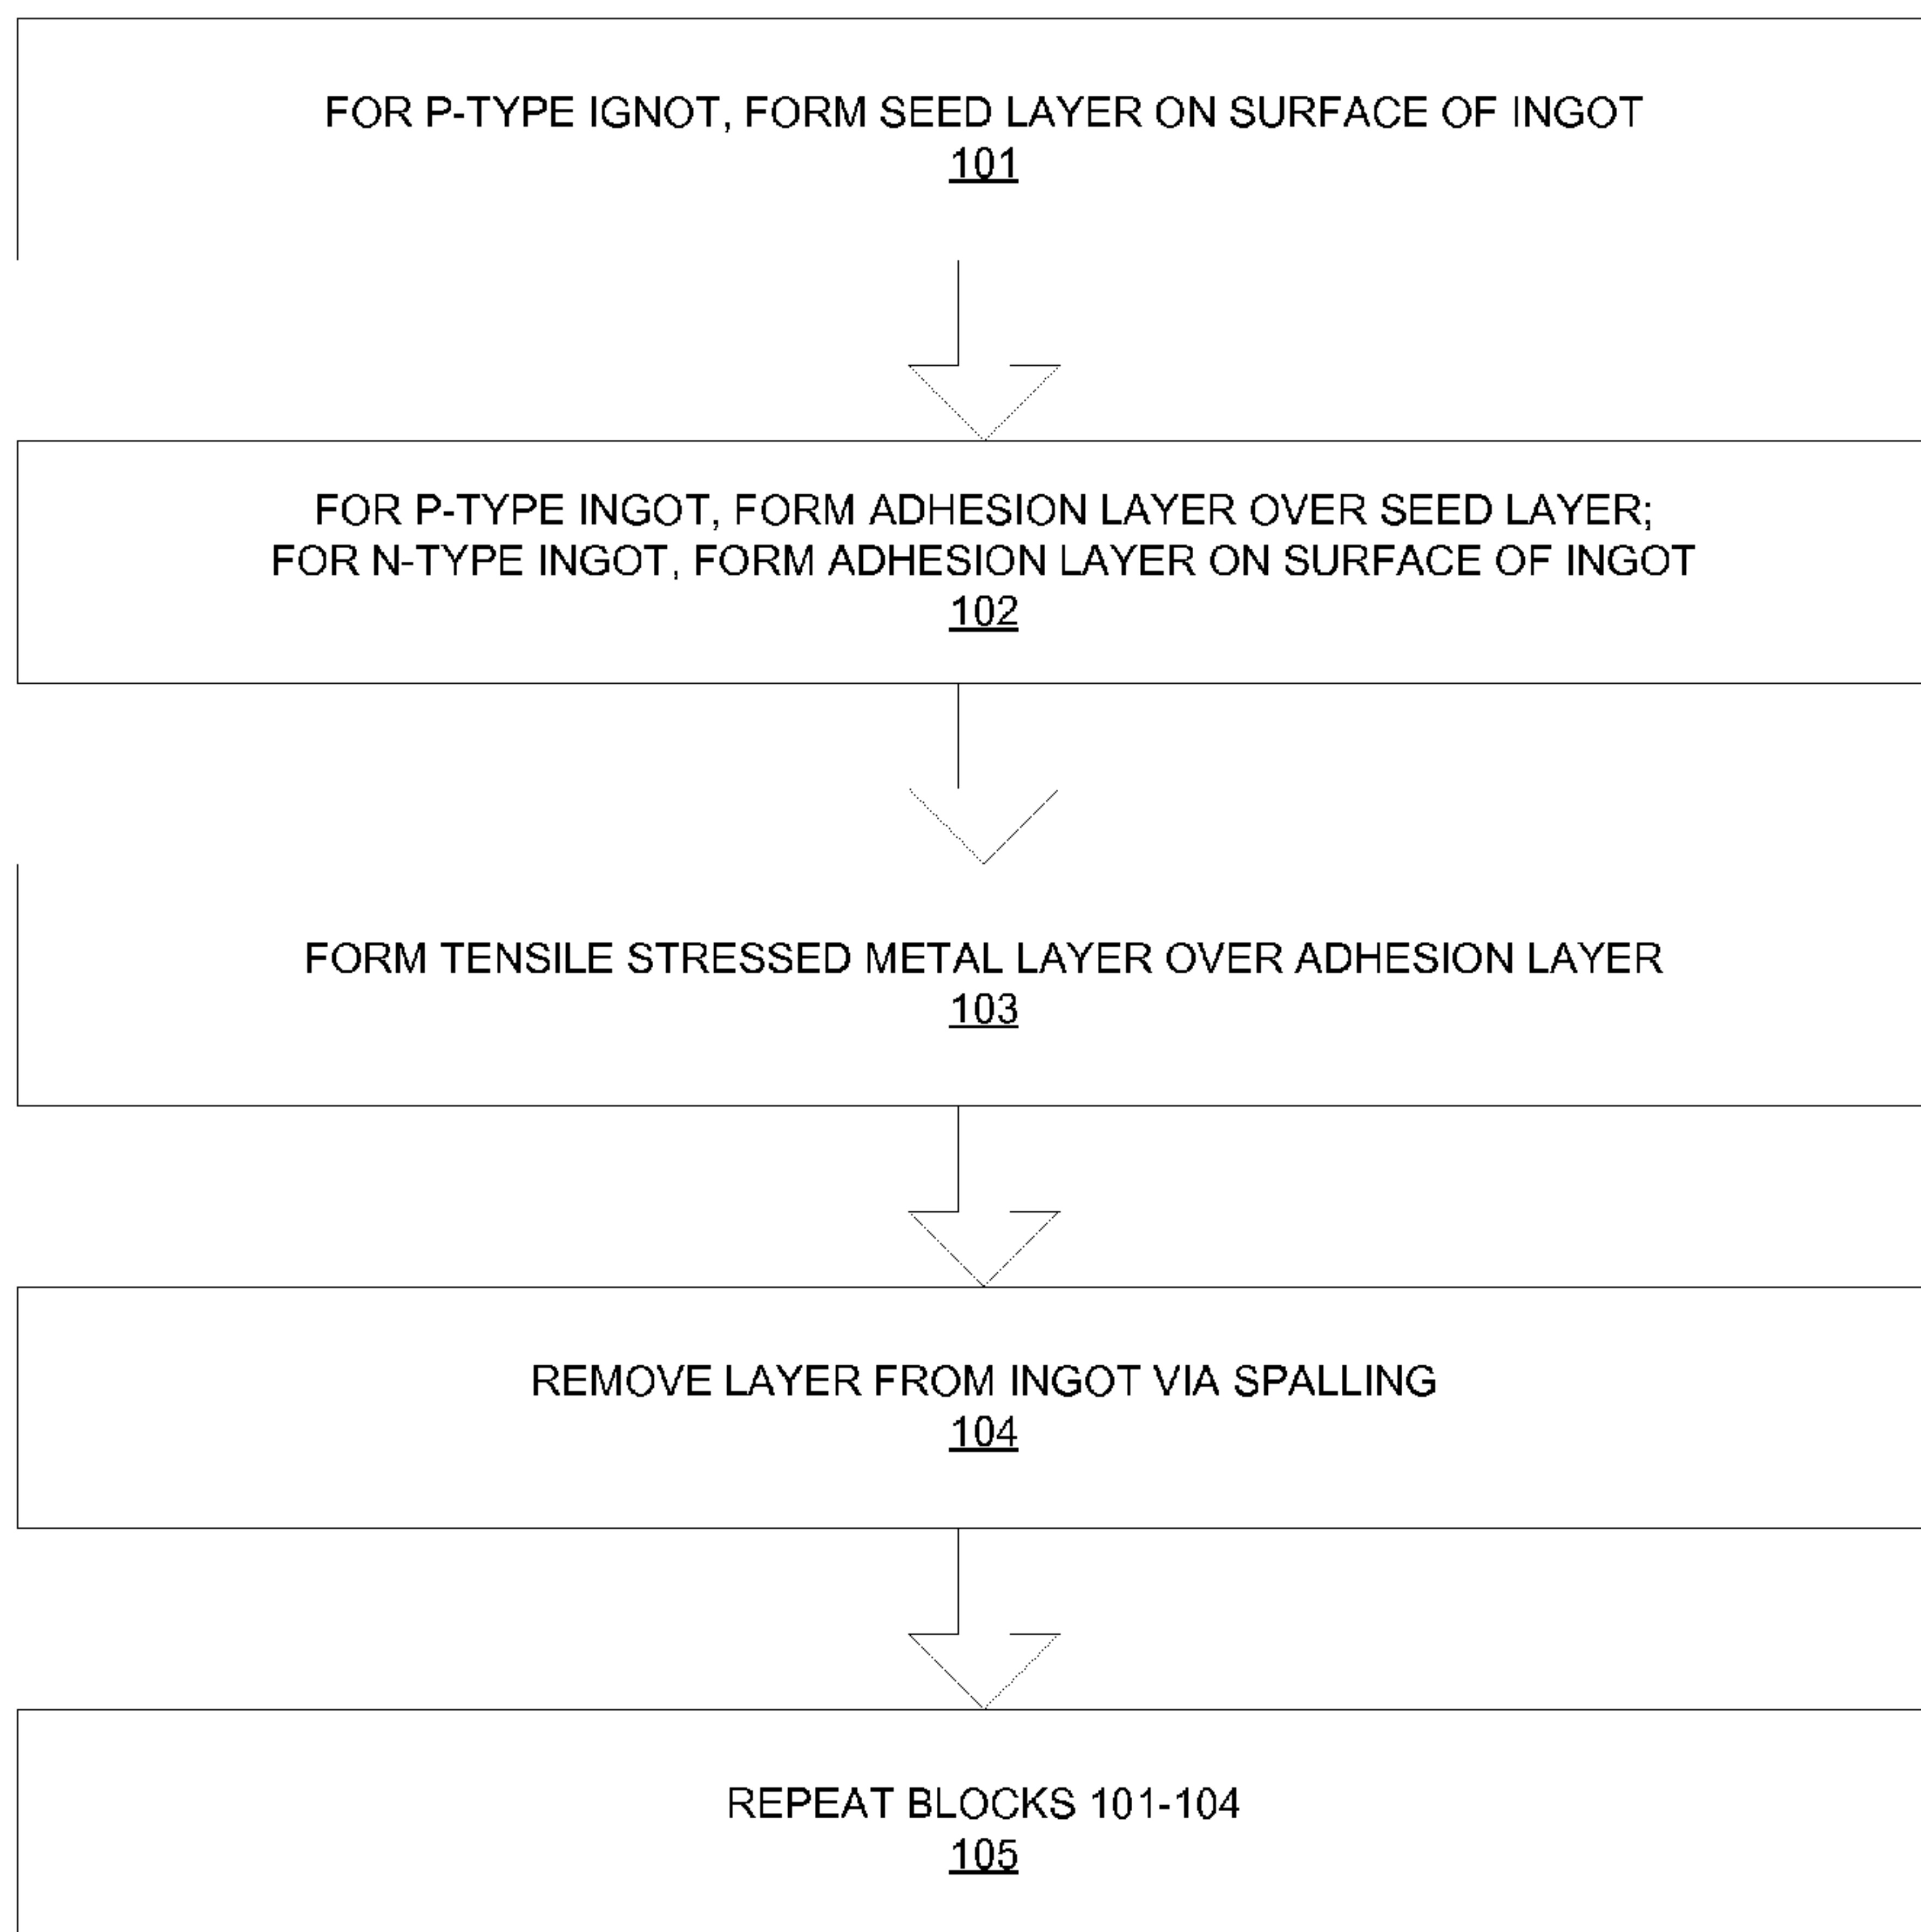 FOR P-TYPE IGNOT, FORM SEED LAYER ON SURFACE OF INGOT
101
FOR P-TYPE INGOT, FORM ADHESION LAYER OVER SEED LAYER;
FOR N-TYPE INGOT, FORM ADHESION LAYER ON SURFACE OF INGOT
102
FORM TENSILE STRESSED METAL LAYER OVER ADHESION LAYER
103
REMOVE LAYER FROM INGOT VIA SPALLING
104
REPEAT BLOCKS 101-104
105